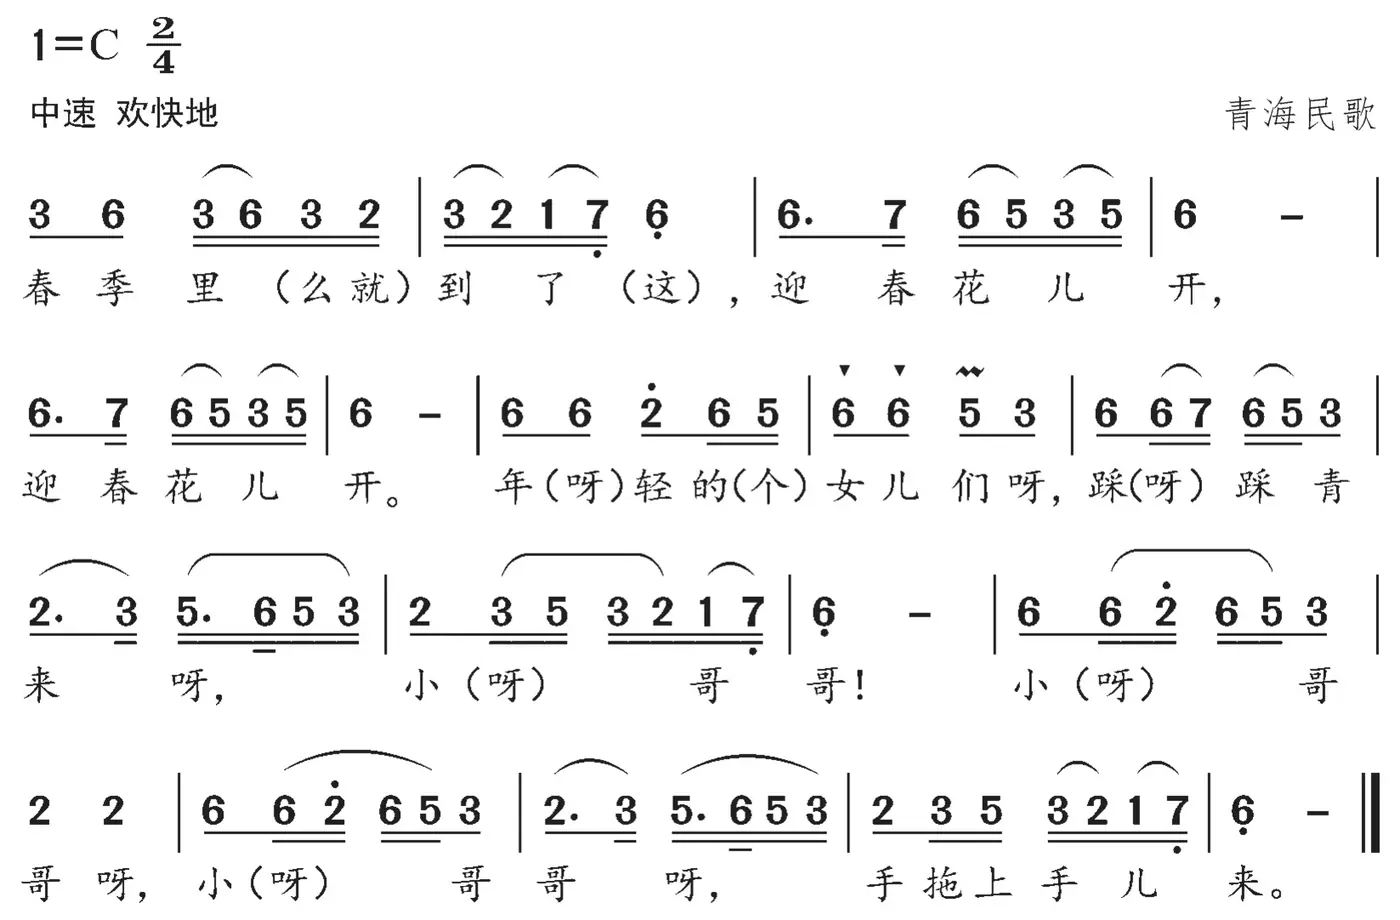 1=C 2/4
中速 欢快地 青海民歌
3 6 3 6 3 2 | 3 2 1 7̣ 6̣ | 6. 7 6 5 3 5 | 6 – |
春季里（么就）到了（这），迎春花儿开，
6. 7 6 5 3 5 | 6 – | 6 6 2̇ 6 5 | 6 6 5 3 | 6 6 7 6 5 3 |
迎春花儿开。年（呀）轻的（个）女儿们呀，踩（呀）踩青
2. 3 5. 6 5 3 | 2 3 5 3 2 1 7̣ | 6̣ – | 6 6 2̇ 6 5 3 |
来呀，小（呀）哥哥！小（呀）哥
2 2 | 6 6 2̇ 6 5 3 | 2. 3 5. 6 5 3 | 2 3 5 3 2 1 7̣ | 6̣ – ‖
哥呀，小（呀）哥哥呀，手拖上手儿来。